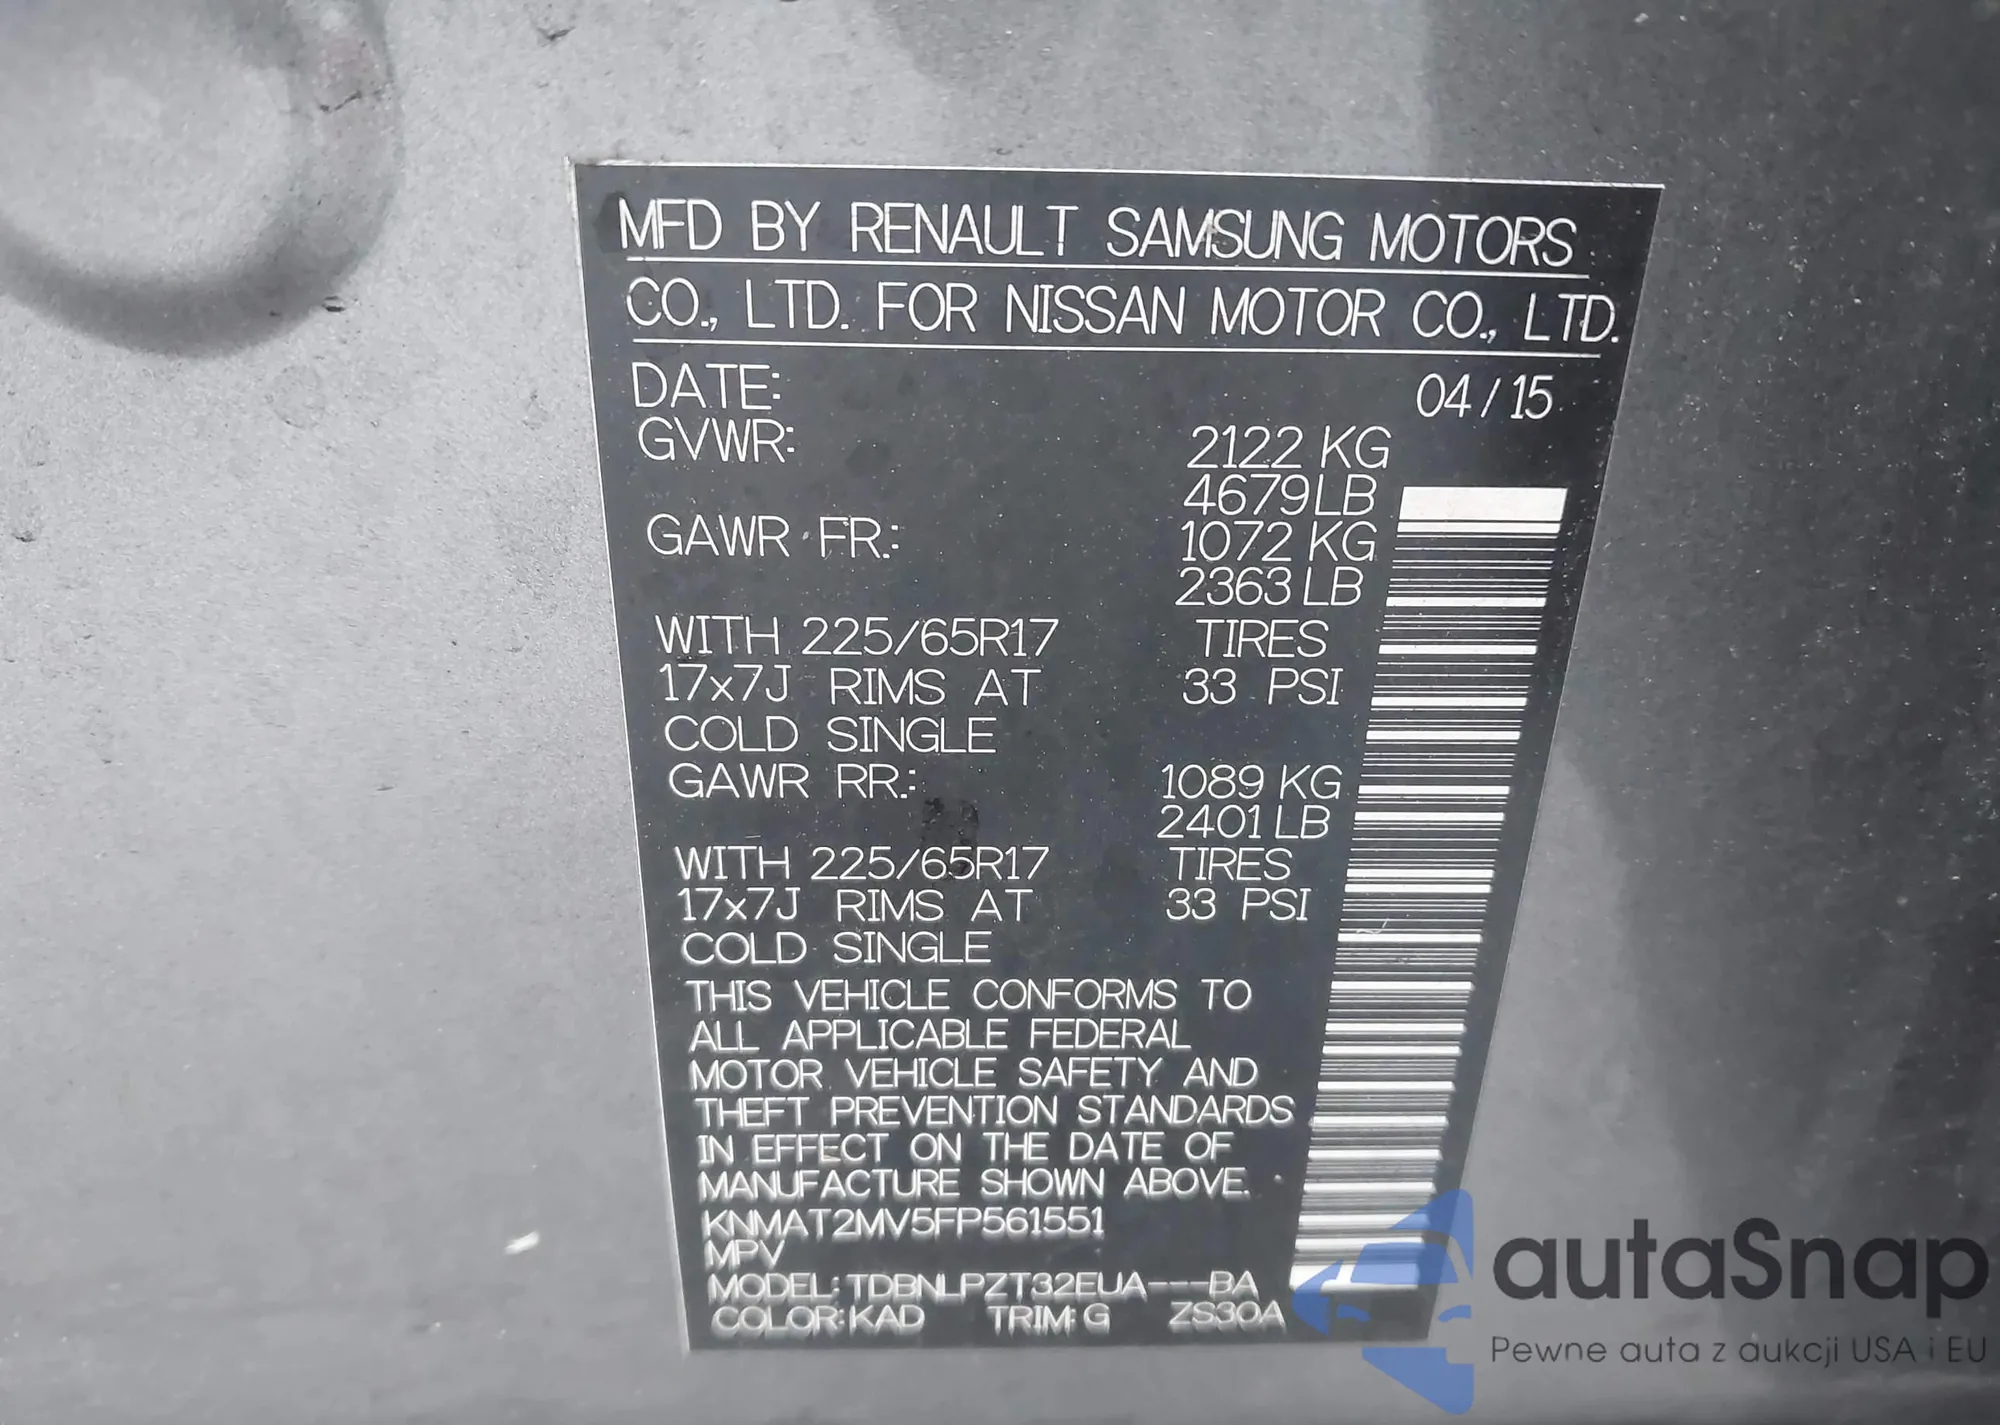 MFD BY RENAULT SAMSUNG MOTORS
CO., LTD. FOR NISSAN MOTOR CO., LTD.
DATE: 04/15
GVWR: 2122 KG
4679 LB
GAWR FR.: 1072 KG
2363 LB
WITH 225/65R17 TIRES
17x7J RIMS AT 33 PSI
COLD SINGLE
GAWR RR.: 1089 KG
2401 LB
WITH 225/65R17 TIRES
17x7J RIMS AT 33 PSI
COLD SINGLE
THIS VEHICLE CONFORMS TO
ALL APPLICABLE FEDERAL
MOTOR VEHICLE SAFETY AND
THEFT PREVENTION STANDARDS
IN EFFECT ON THE DATE OF
MANUFACTURE SHOWN ABOVE.
KNMAT2MV5FP561551
MPV
MODEL: TDBNLPZT32EUA---BA
COLOR: KAD TRIM: G ZS30A
autaSnap
Pewne auta z aukcji USA i EU